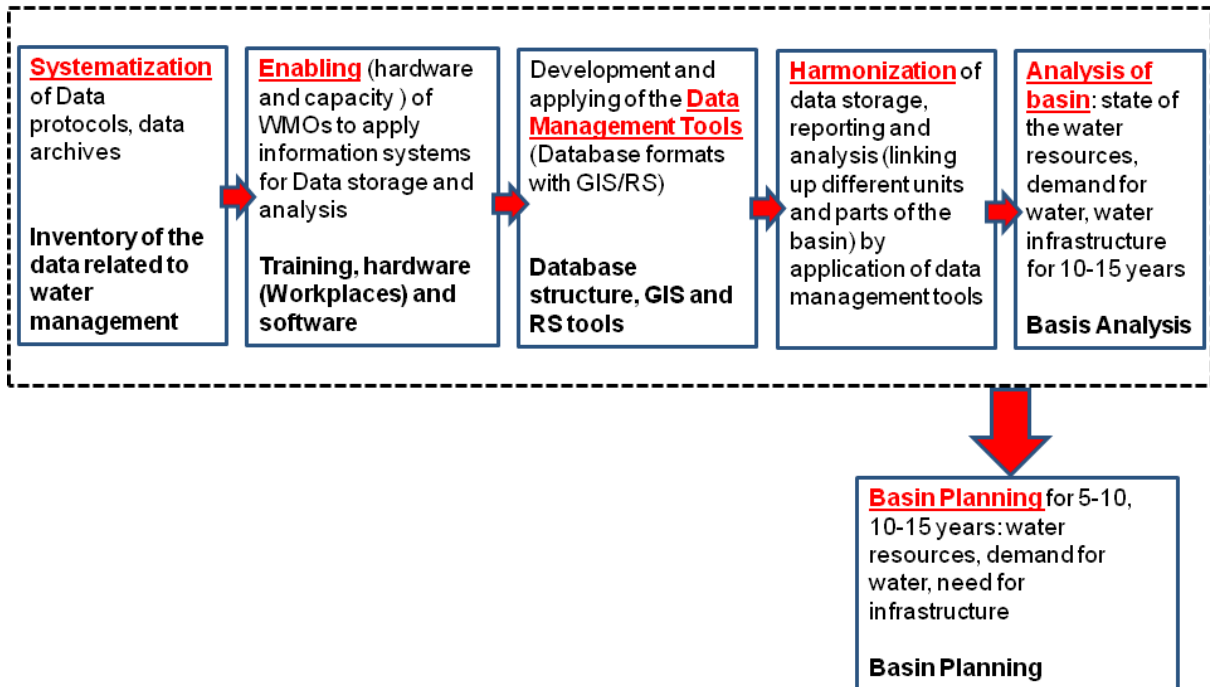 Systematization
of Data
protocols, data
archives
Inventory of the
data related to
water
management
Enabling (hardware
and capacity ) of
WMOs to apply
information systems
for Data storage and
analysis
Training, hardware
(Workplaces) and
software
Development and
applying of the Data
Management Tools
(Database formats
with GIS/RS)
Database
structure, GIS and
RS tools
Harmonization of
data storage,
reporting and
analysis (linking
up different units
and parts of the
basin) by
application of data
management tools
Analysis of
basin: state of
the water
resources,
demand for
water, water
infrastructure
for 10-15 years
Basis Analysis
Basin Planning for 5-10,
10-15 years: water
resources, demand for
water, need for
infrastructure
Basin Planning